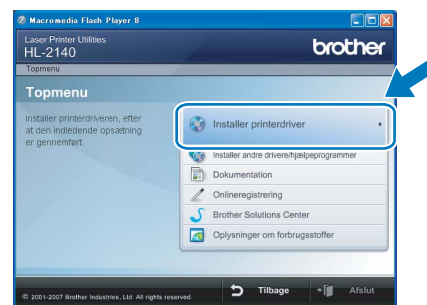 Macromedia Flash Player 8
Laser Printer Utilities
HL-2140
brother
Topmenu
Topmenu
Installer printerdriveren, efter
at den indledende opsætning
er gennemført.
Installer printerdriver
Installer andre drivere/hjælpeprogrammer
Dokumentation
Onlineregistrering
Brother Solutions Center
Oplysninger om forbrugsstoffer
© 2001-2007 Brother Industries, Ltd. All rights reserved.
Tilbage
Afslut